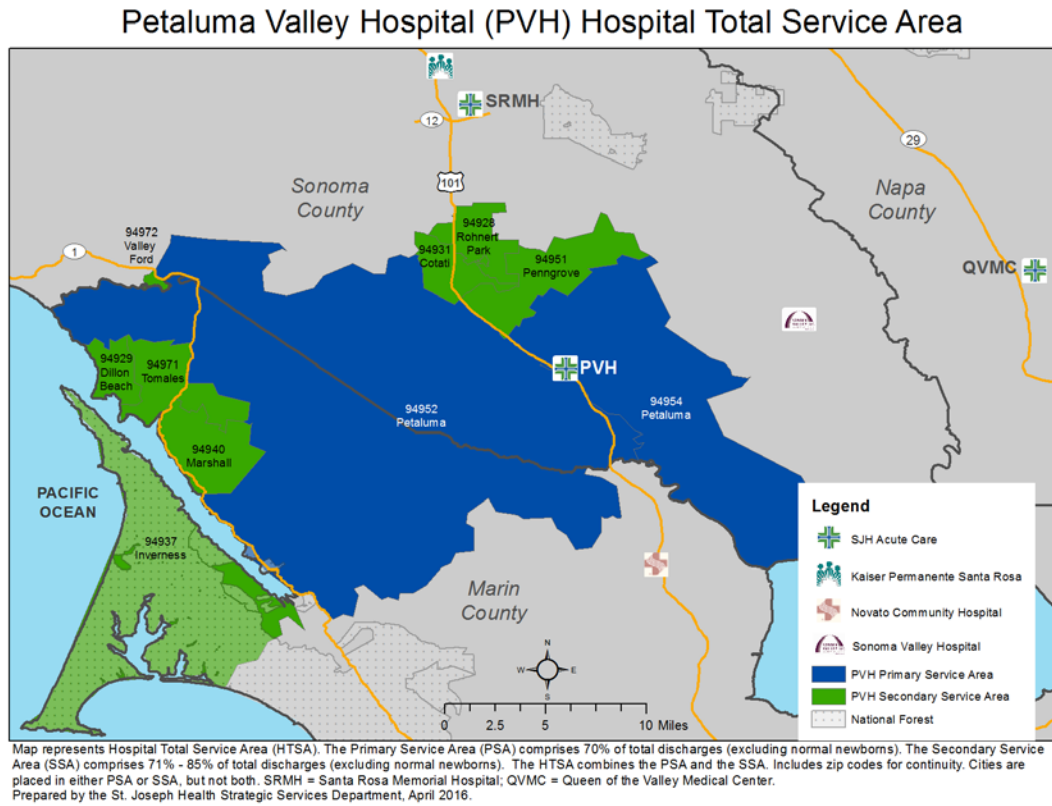 Petaluma Valley Hospital (PVH) Hospital Total Service Area
SRMH
12
29
101
Sonoma
County
Napa
County
94972
Valley
Ford
94928
Rohnert
Park
94931
Cotati
94951
Penngrove
1
QVMC
PVH
94929
Dillon
Beach
94971
Tomales
94952
Petaluma
94954
Petaluma
94940
Marshall
PACIFIC
OCEAN
94937
Inverness
Marin
County
N
W
E
S
0 2.5 5 10 Miles
Legend
SJH Acute Care
Kaiser Permanente Santa Rosa
Novato Community Hospital
Sonoma Valley Hospital
PVH Primary Service Area
PVH Secondary Service Area
National Forest
Map represents Hospital Total Service Area (HTSA). The Primary Service Area (PSA) comprises 70% of total discharges (excluding normal newborns). The Secondary Service
Area (SSA) comprises 71% - 85% of total discharges (excluding normal newborns). The HTSA combines the PSA and the SSA. Includes zip codes for continuity. Cities are
placed in either PSA or SSA, but not both. SRMH = Santa Rosa Memorial Hospital; QVMC = Queen of the Valley Medical Center.
Prepared by the St. Joseph Health Strategic Services Department, April 2016.